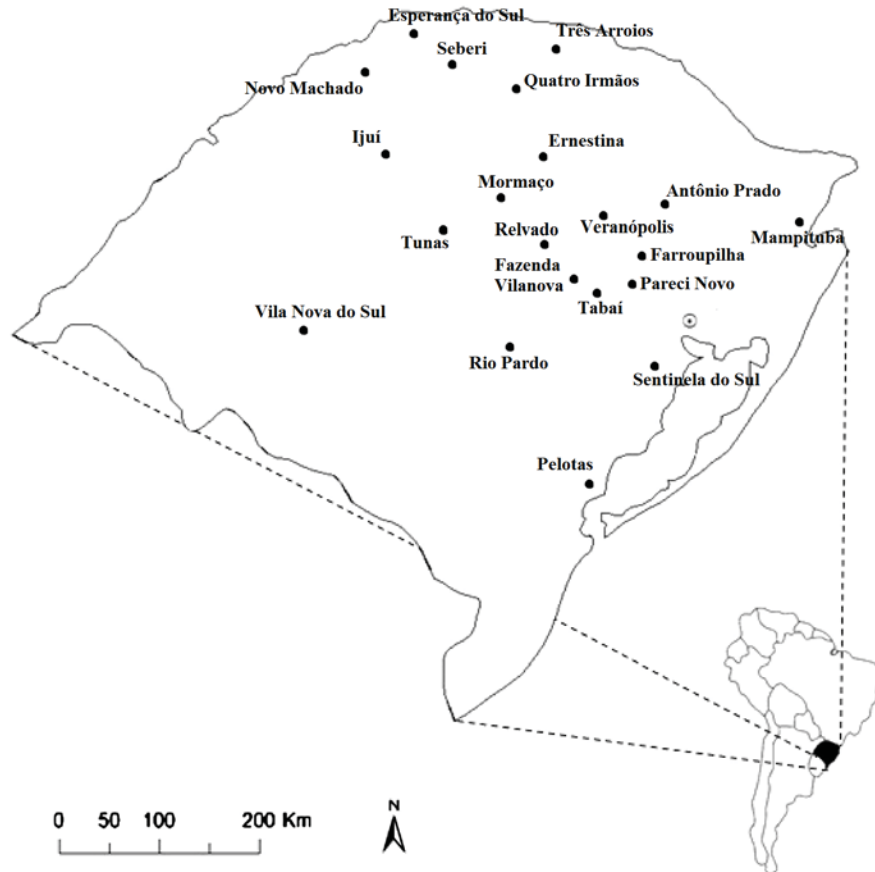 Esperança do Sul
Três Arroios
Seberi
Novo Machado
Quatro Irmãos
Ijuí
Ernestina
Mormaço
Antônio Prado
Tunas
Relvado
Veranópolis
Mampituba
Farroupilha
Fazenda
Vilanova
Pareci Novo
Tabaí
Vila Nova do Sul
Rio Pardo
Sentinela do Sul
Pelotas
N
0 50 100 200 Km